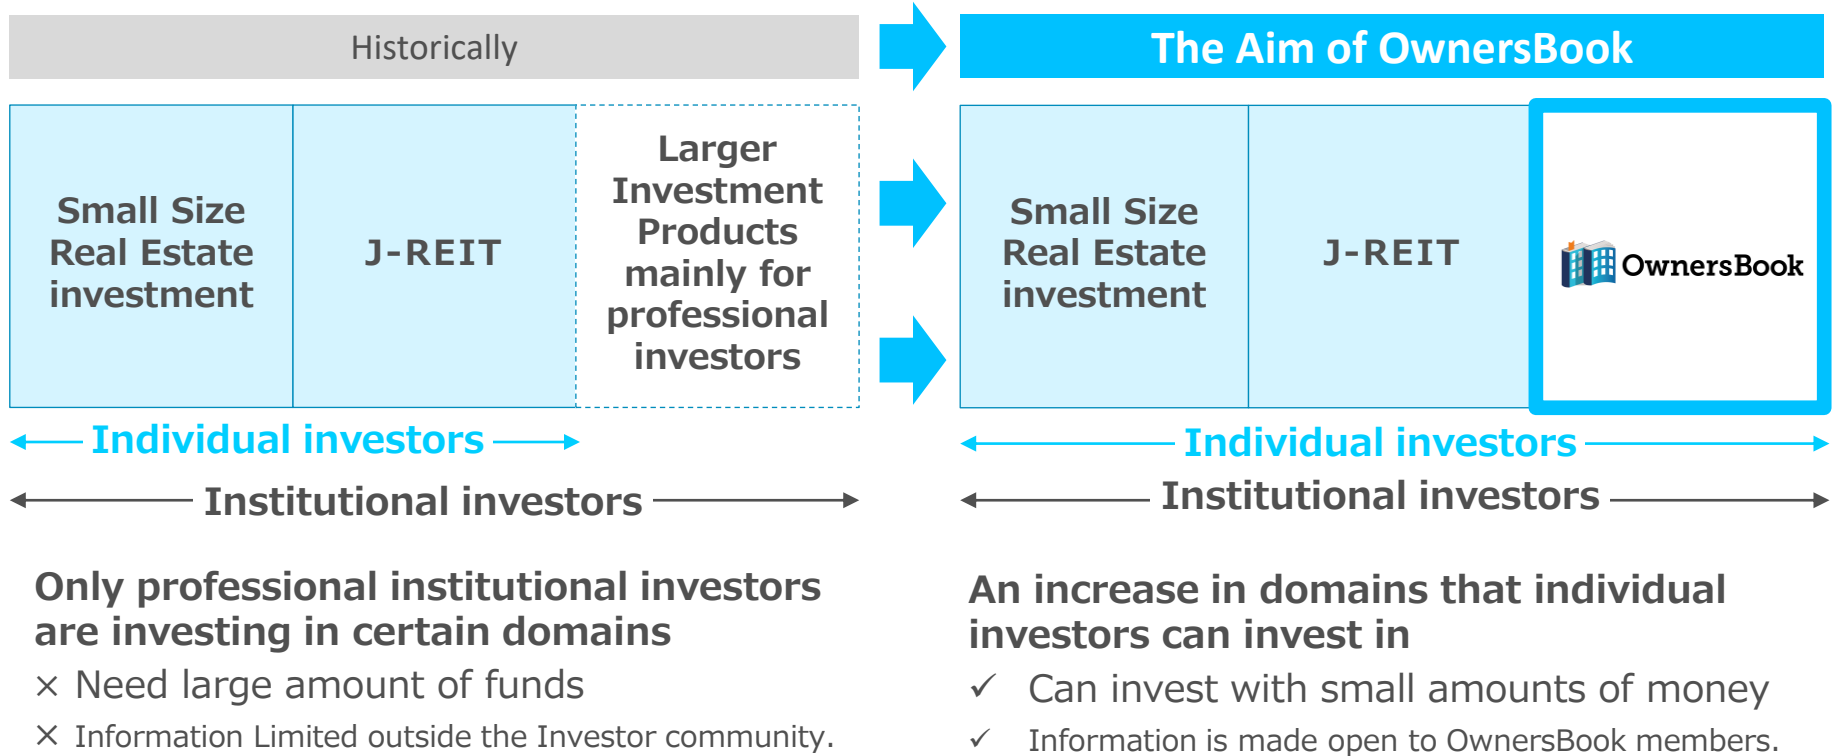 Historically
The Aim of OwnersBook
Small Size
Real Estate
investment
J-REIT
Larger
Investment
Products
mainly for
professional
investors
Small Size
Real Estate
investment
J-REIT
OwnersBook
Individual investors
Institutional investors
Individual investors
Institutional investors
Only professional institutional investors
are investing in certain domains
× Need large amount of funds
× Information Limited outside the Investor community.
An increase in domains that individual
investors can invest in
✓ Can invest with small amounts of money
✓ Information is made open to OwnersBook members.